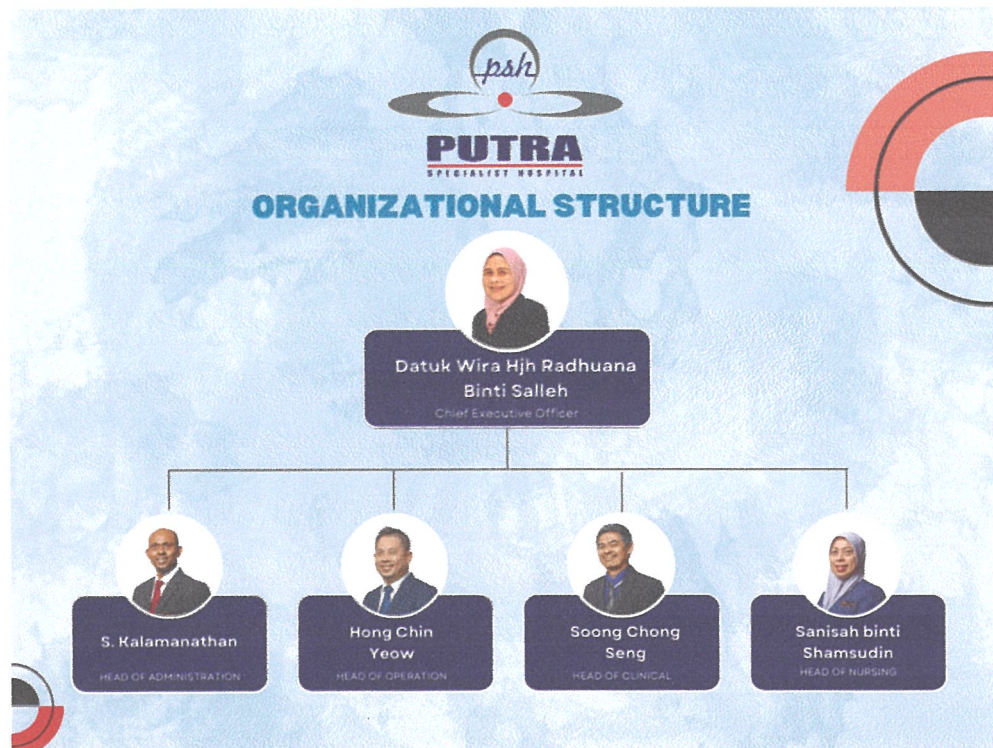 psh
PUTRA
SPECIALIST HOSPITAL
ORGANIZATIONAL STRUCTURE
Datuk Wira Hjh Radhuana
Binti Salleh
Chief Executive Officer
S. Kalamanathan
HEAD OF ADMINISTRATION
Hong Chin
Yeow
HEAD OF OPERATION
Soong Chong
Seng
HEAD OF CLINICAL
Sanisah binti
Shamsudin
HEAD OF NURSING